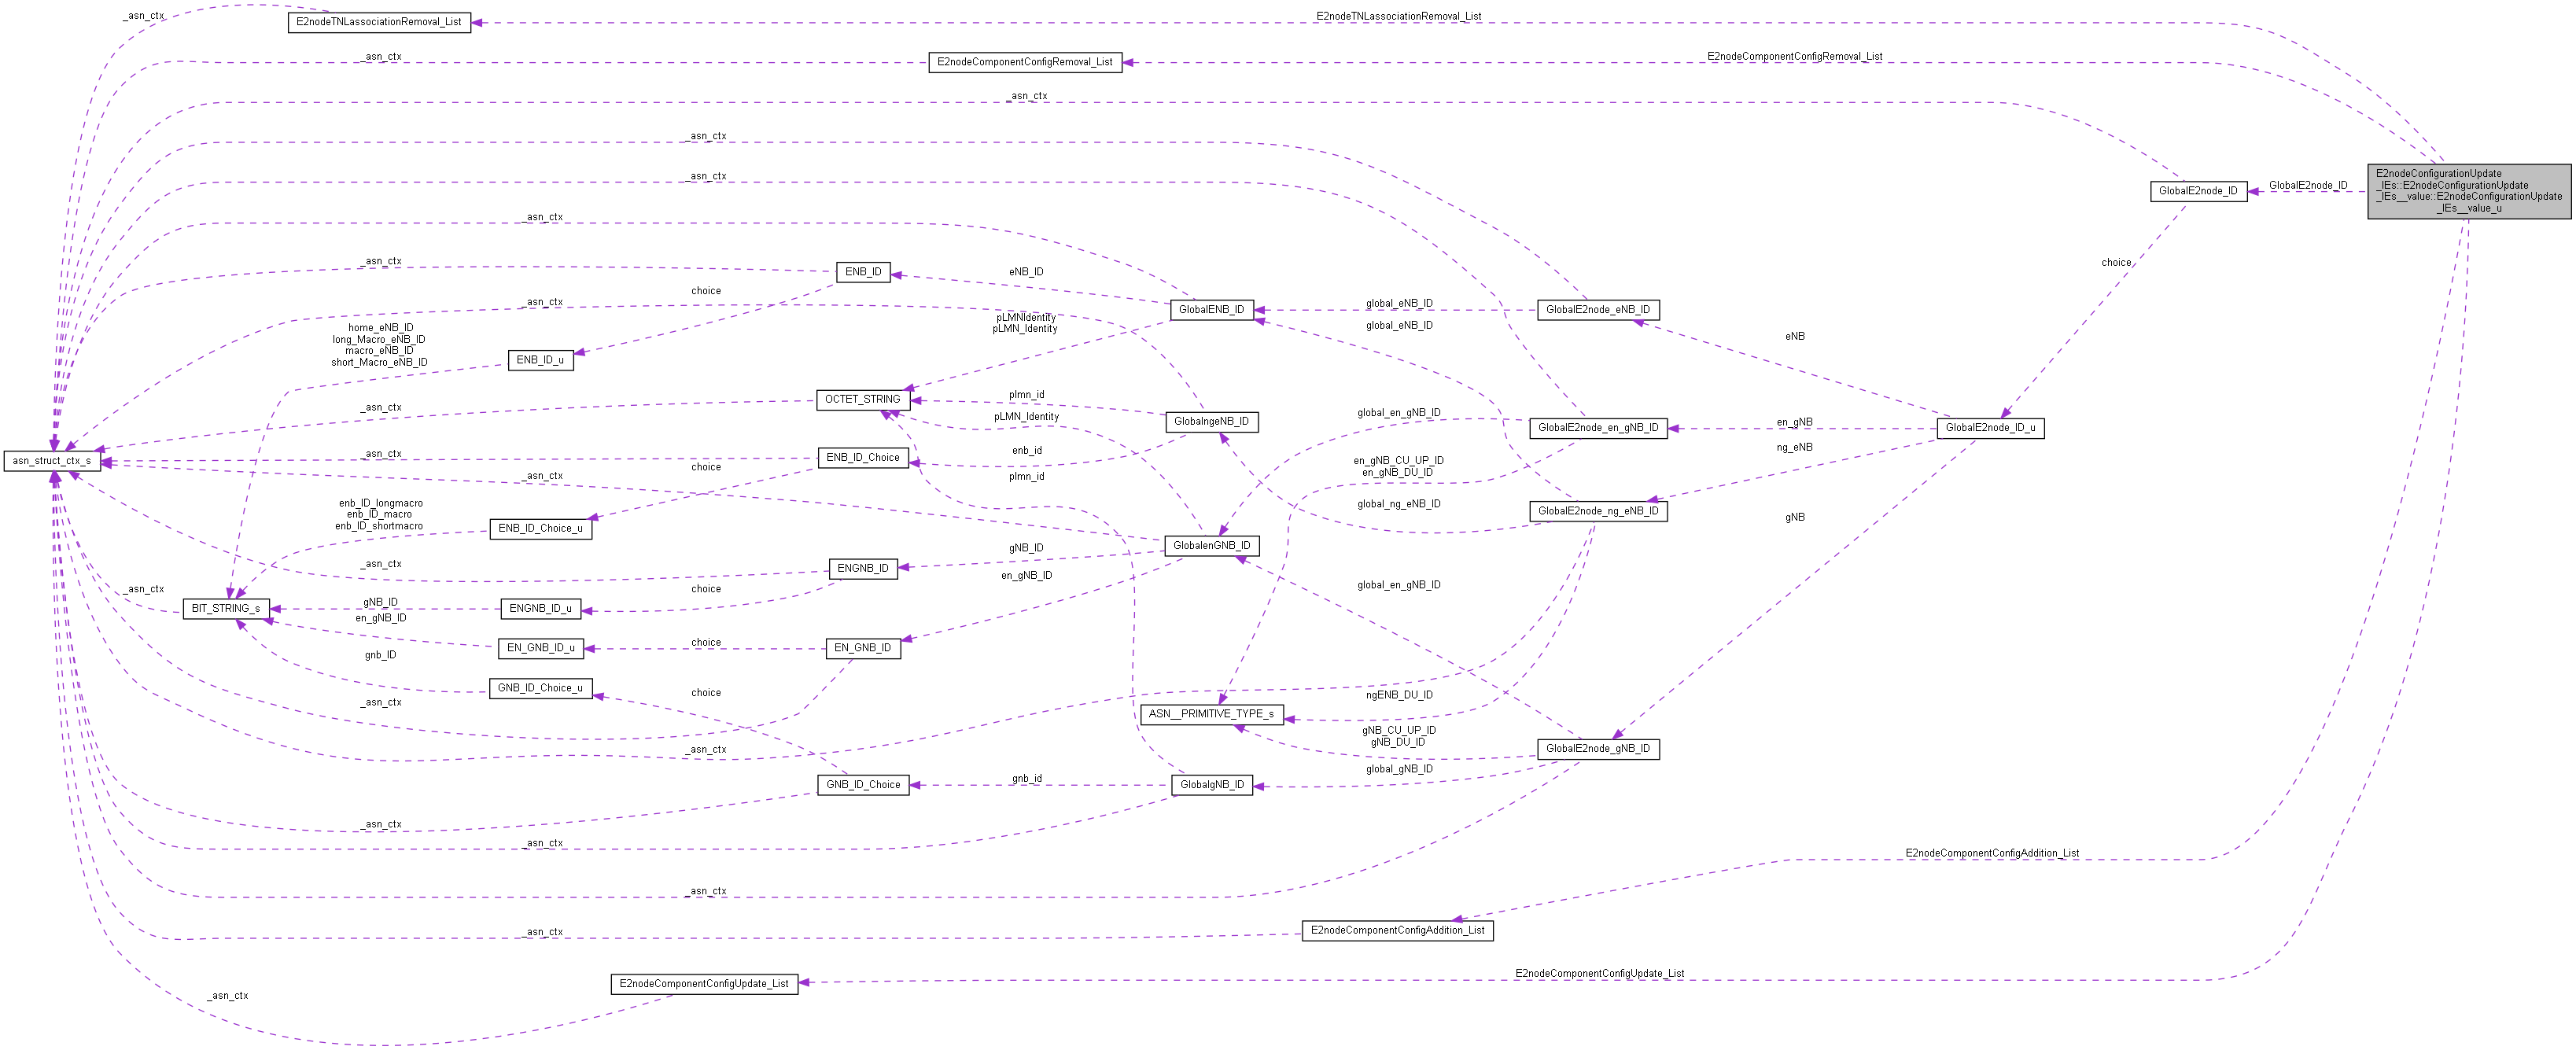 _asn_ctx
E2nodeTNLassociationRemoval_List
E2nodeTNLassociationRemoval_List
_asn_ctx
E2nodeComponentConfigRemoval_List
E2nodeComponentConfigRemoval_List
_asn_ctx
_asn_ctx
_asn_ctx
E2nodeConfigurationUpdate
_IEs::E2nodeConfigurationUpdate
_IEs__value::E2nodeConfigurationUpdate
_IEs__value_u
GlobalE2node_ID
GlobalE2node_ID
_asn_ctx
_asn_ctx
ENB_ID
eNB_ID
choice
choice
_asn_ctx
GlobalENB_ID
global_eNB_ID
GlobalE2node_eNB_ID
pLMNIdentity
pLMN_Identity
global_eNB_ID
eNB
home_eNB_ID
long_Macro_eNB_ID
macro_eNB_ID
short_Macro_eNB_ID
ENB_ID_u
OCTET_STRING
plmn_id
_asn_ctx
pLMN_Identity
GlobalngeNB_ID
global_en_gNB_ID
GlobalE2node_en_gNB_ID
en_gNB
GlobalE2node_ID_u
asn_struct_ctx_s
_asn_ctx
ENB_ID_Choice
enb_id
ng_eNB
en_gNB_CU_UP_ID
en_gNB_DU_ID
choice
_asn_ctx
plmn_id
global_ng_eNB_ID
GlobalE2node_ng_eNB_ID
gNB
enb_ID_longmacro
enb_ID_macro
enb_ID_shortmacro
ENB_ID_Choice_u
GlobalenGNB_ID
gNB_ID
_asn_ctx
ENGNB_ID
en_gNB_ID
_asn_ctx
choice
global_en_gNB_ID
BIT_STRING_s
gNB_ID
ENGNB_ID_u
en_gNB_ID
EN_GNB_ID_u
choice
EN_GNB_ID
gnb_ID
GNB_ID_Choice_u
choice
_asn_ctx
ngENB_DU_ID
ASN__PRIMITIVE_TYPE_s
gNB_CU_UP_ID
gNB_DU_ID
_asn_ctx
GlobalE2node_gNB_ID
global_gNB_ID
GNB_ID_Choice
gnb_id
GlobalgNB_ID
_asn_ctx
_asn_ctx
E2nodeComponentConfigAddition_List
_asn_ctx
_asn_ctx
E2nodeComponentConfigAddition_List
E2nodeComponentConfigUpdate_List
E2nodeComponentConfigUpdate_List
_asn_ctx